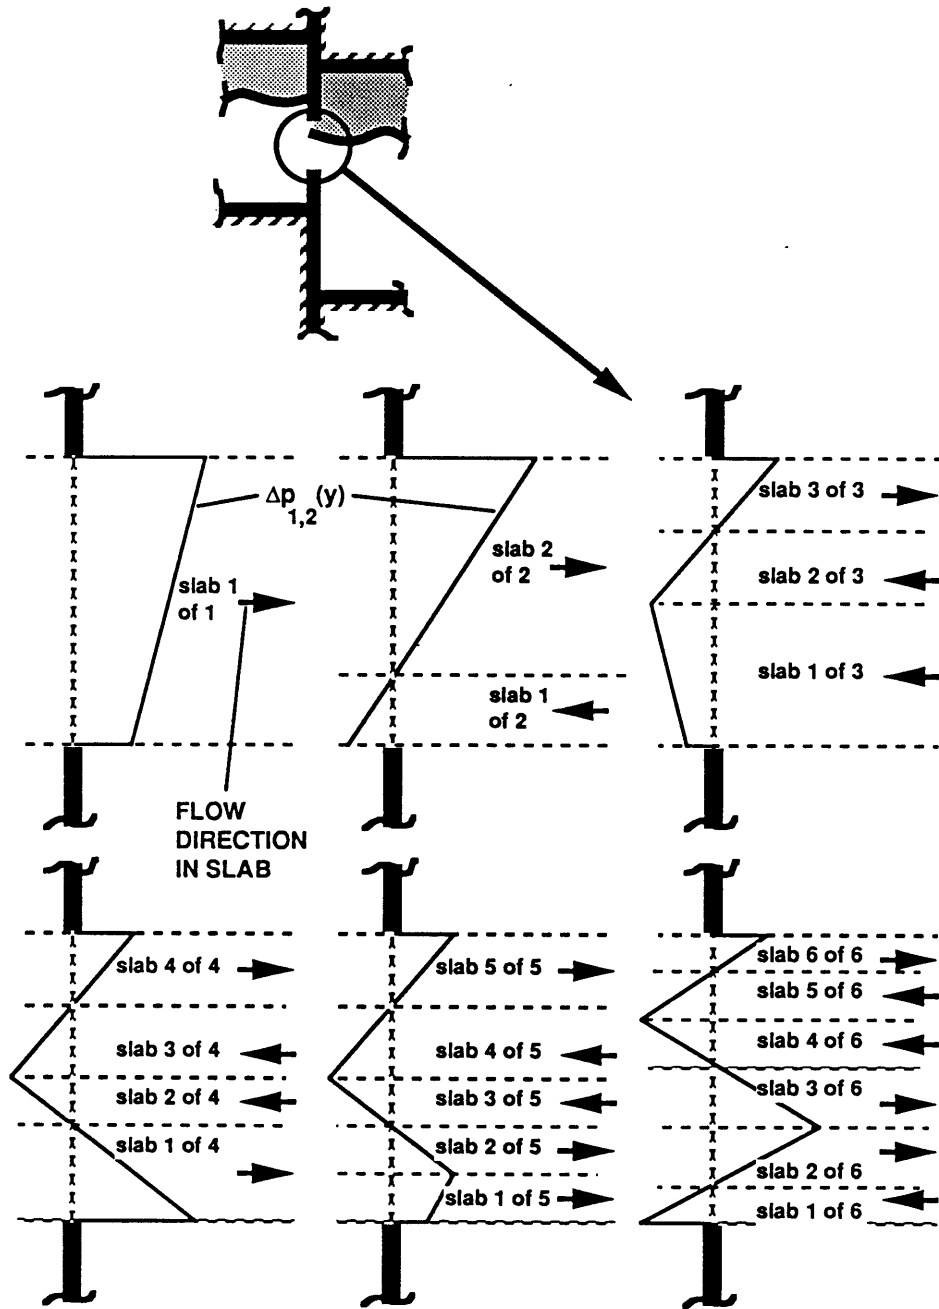 Δp
1,2
(y)
slab 1
of 1
slab 2
of 2
slab 1
of 2
slab 3 of 3
slab 2 of 3
slab 1 of 3
FLOW
DIRECTION
IN SLAB
slab 4 of 4
slab 3 of 4
slab 2 of 4
slab 1 of 4
slab 5 of 5
slab 4 of 5
slab 3 of 5
slab 2 of 5
slab 1 of 5
slab 6 of 6
slab 5 of 6
slab 4 of 6
slab 3 of 6
slab 2 of 6
slab 1 of 6